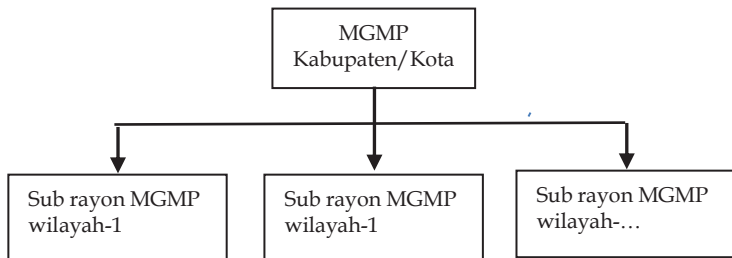 MGMP
Kabupaten/Kota
Sub rayon MGMP
wilayah-1
Sub rayon MGMP
wilayah-1
Sub rayon MGMP
wilayah-…